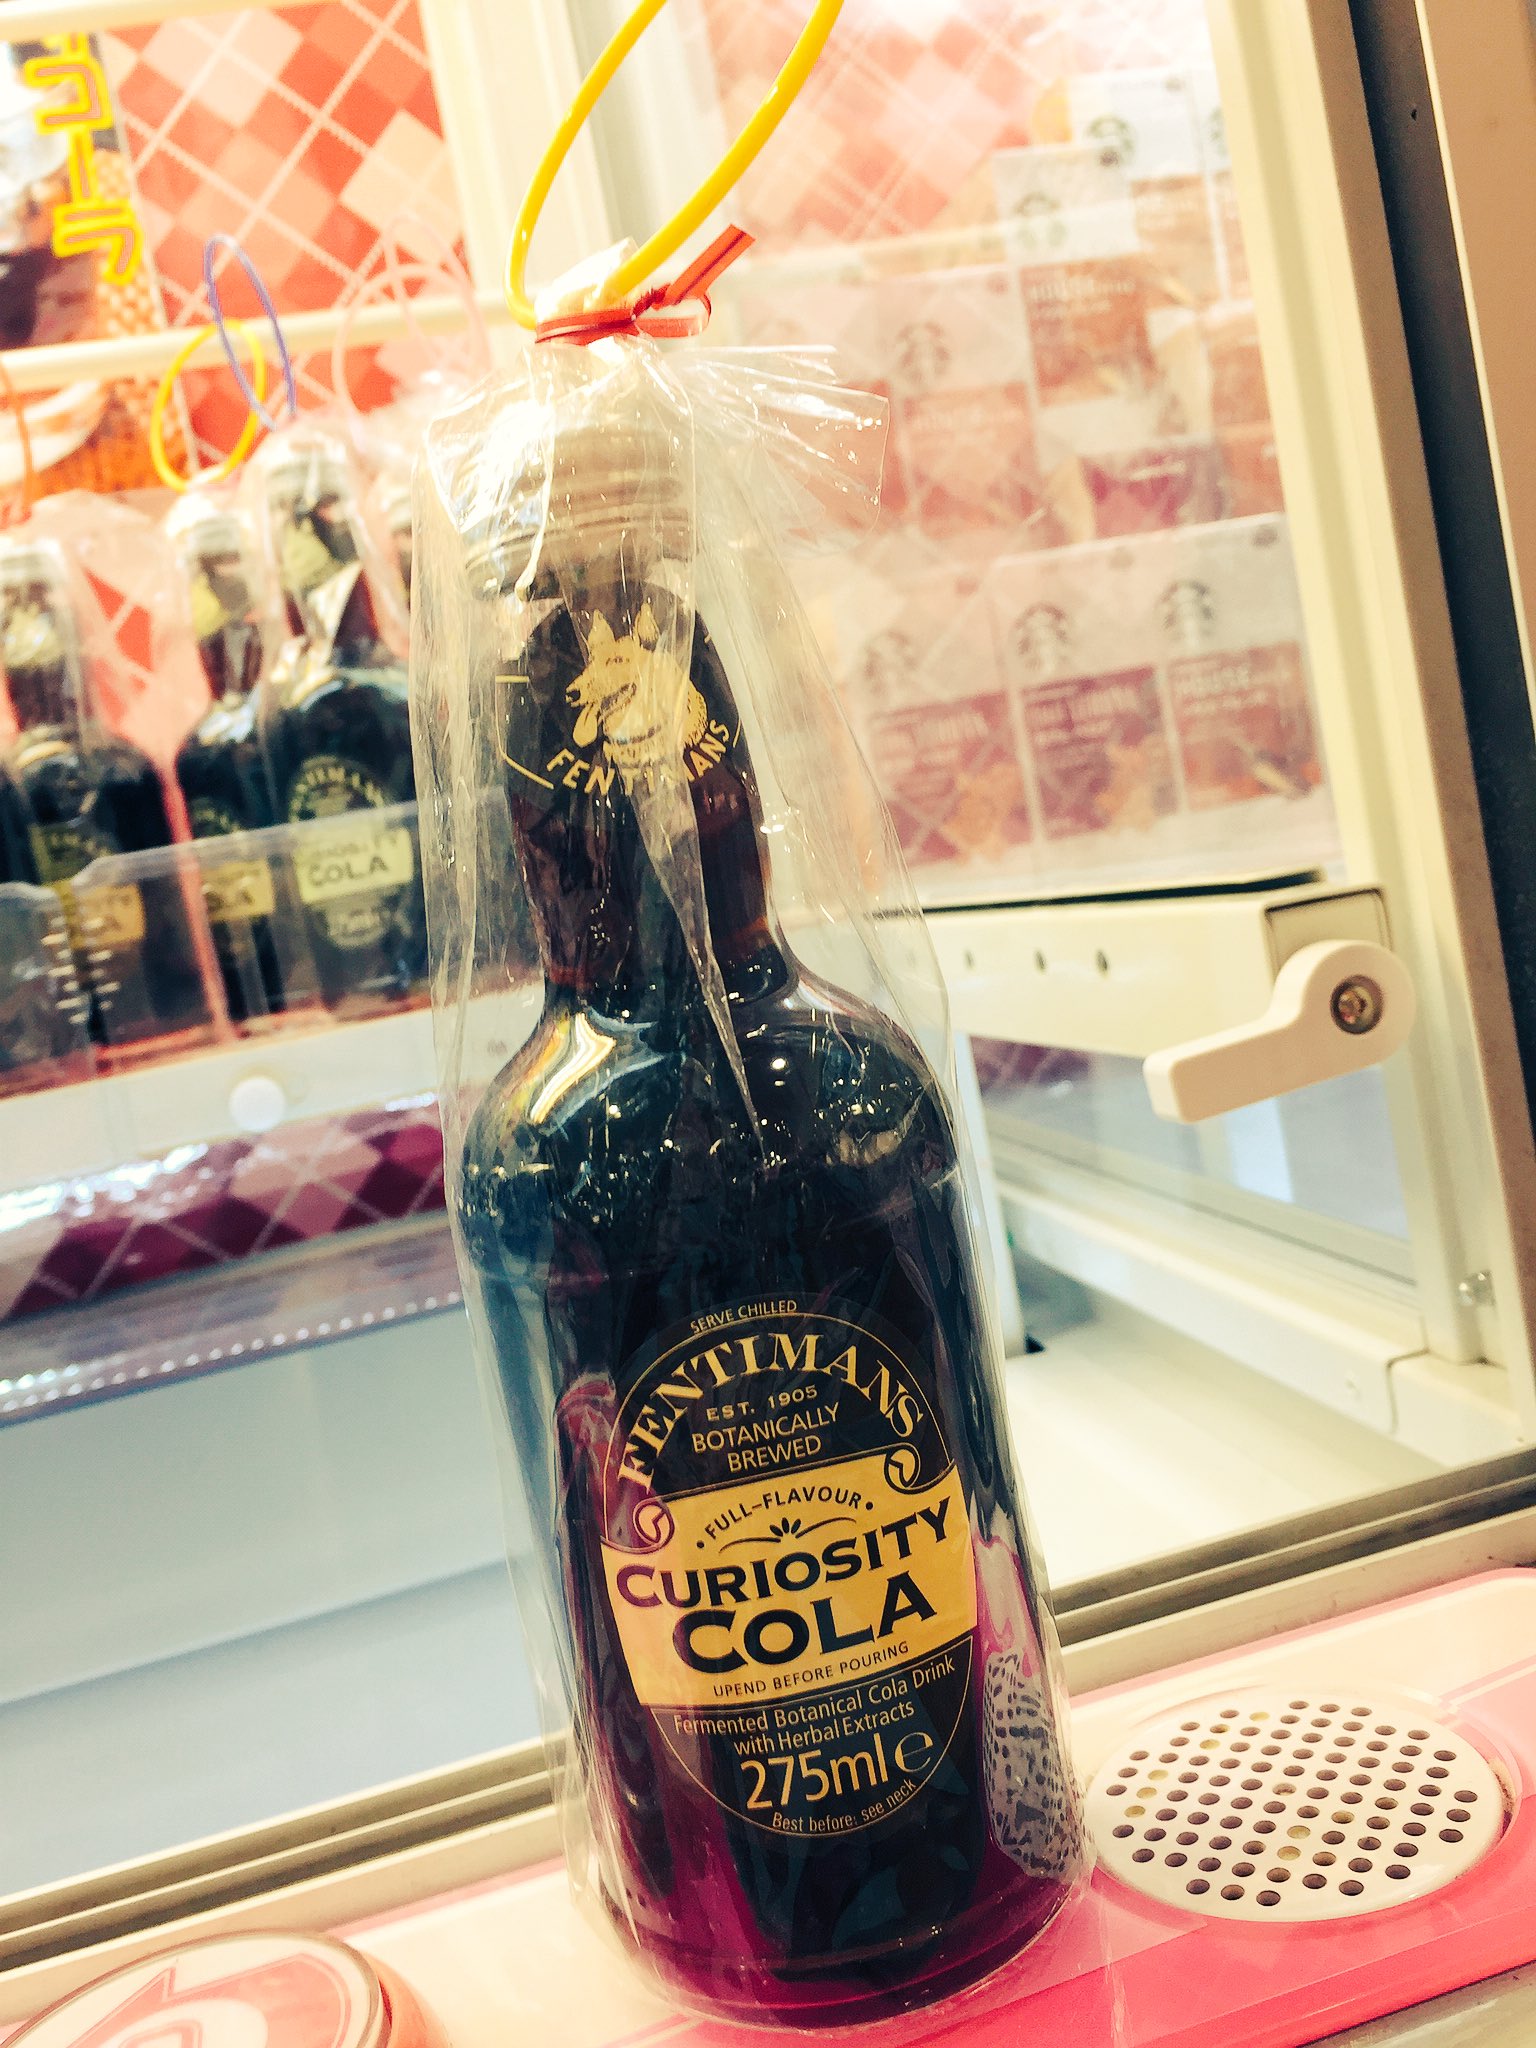 コーラ
FENTIMANS
SERVE CHILLED
FENTIMANS
EST. 1905
BOTANICALLY
BREWED
FULL-FLAVOUR
CURIOSITY
COLA
UPEND BEFORE POURING
Fermented Botanical Cola Drink
with Herbal Extracts
275ml℮
Best before: see neck
COLA
HOUSE